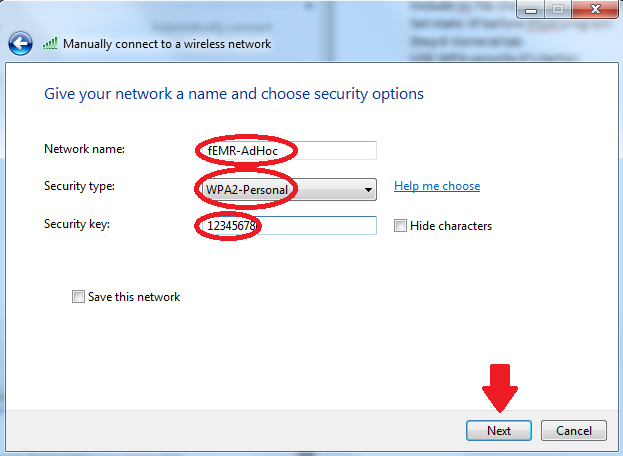 Manually connect to a wireless network
Give your network a name and choose security options
Network name: fEMR-AdHoc
Security type: WPA2-Personal Help me choose
Security key: 12345678 Hide characters
Save this network
Next Cancel